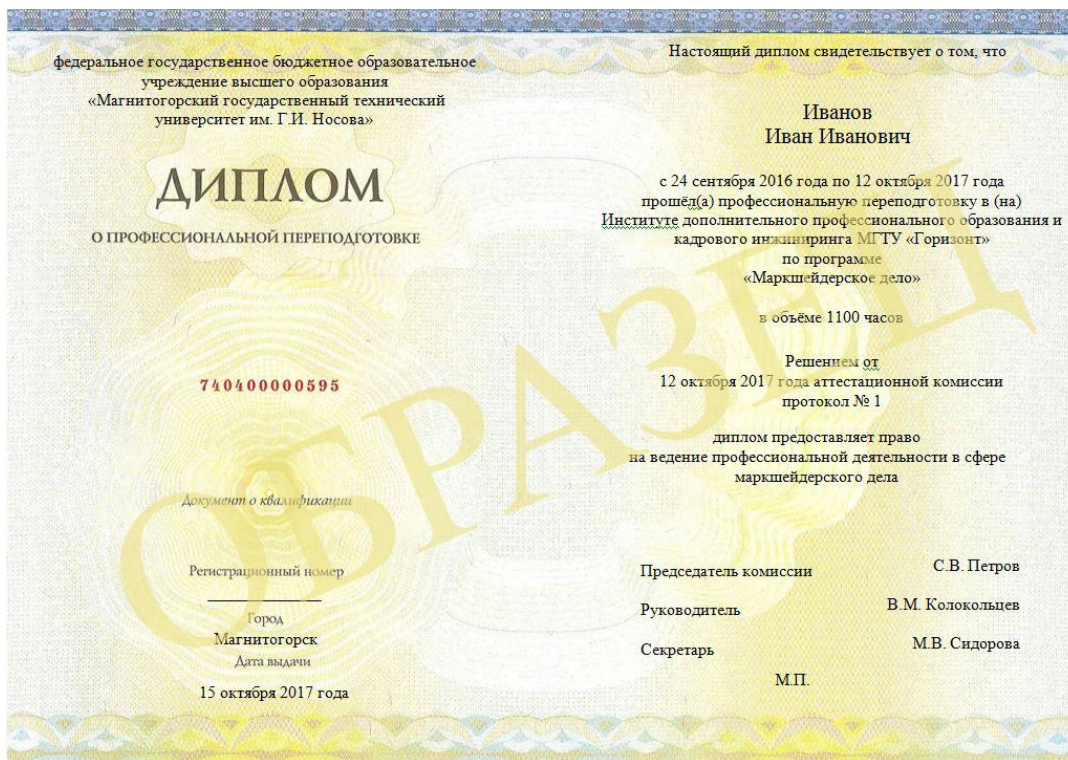 федеральное государственное бюджетное образовательное
учреждение высшего образования
«Магнитогорский государственный технический
университет им. Г.И. Носова»
ДИПЛОМ
О ПРОФЕССИОНАЛЬНОЙ ПЕРЕПОДГОТОВКЕ
740400000595
Документ о квалификации
Регистрационный номер
Город
Магнитогорск
Дата выдачи
15 октября 2017 года
Настоящий диплом свидетельствует о том, что
Иванов
Иван Иванович
с 24 сентября 2016 года по 12 октября 2017 года
прошёл(а) профессиональную переподготовку в (на)
Институте дополнительного профессионального образования и
кадрового инжиниринга МГТУ «Горизонт»
по программе
«Маркшейдерское дело»
в объёме 1100 часов
Решением от
12 октября 2017 года аттестационной комиссии
протокол № 1
диплом предоставляет право
на ведение профессиональной деятельности в сфере
маркшейдерского дела
Председатель комиссии С.В. Петров
Руководитель В.М. Колокольцев
Секретарь М.В. Сидорова
М.П.
ОБРАЗЕЦ